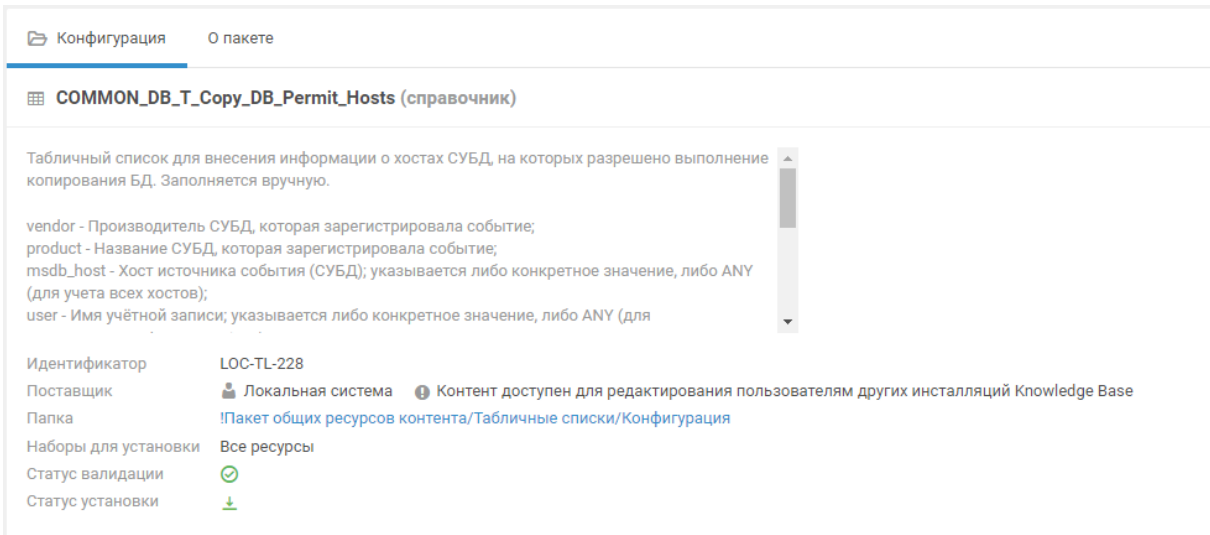 Конфигурация О пакете
COMMON_DB_T_Copy_DB_Permit_Hosts (справочник)
Табличный список для внесения информации о хостах СУБД, на которых разрешено выполнение
копирования БД. Заполняется вручную.
vendor - Производитель СУБД, которая зарегистрировала событие;
product - Название СУБД, которая зарегистрировала событие;
msdb_host - Хост источника события (СУБД); указывается либо конкретное значение, либо ANY
(для учета всех хостов);
user - Имя учётной записи; указывается либо конкретное значение, либо ANY (для
Идентификатор LOC-TL-228
Поставщик Локальная система Контент доступен для редактирования пользователям других инсталляций Knowledge Base
Папка !Пакет общих ресурсов контента/Табличные списки/Конфигурация
Наборы для установки Все ресурсы
Статус валидации
Статус установки